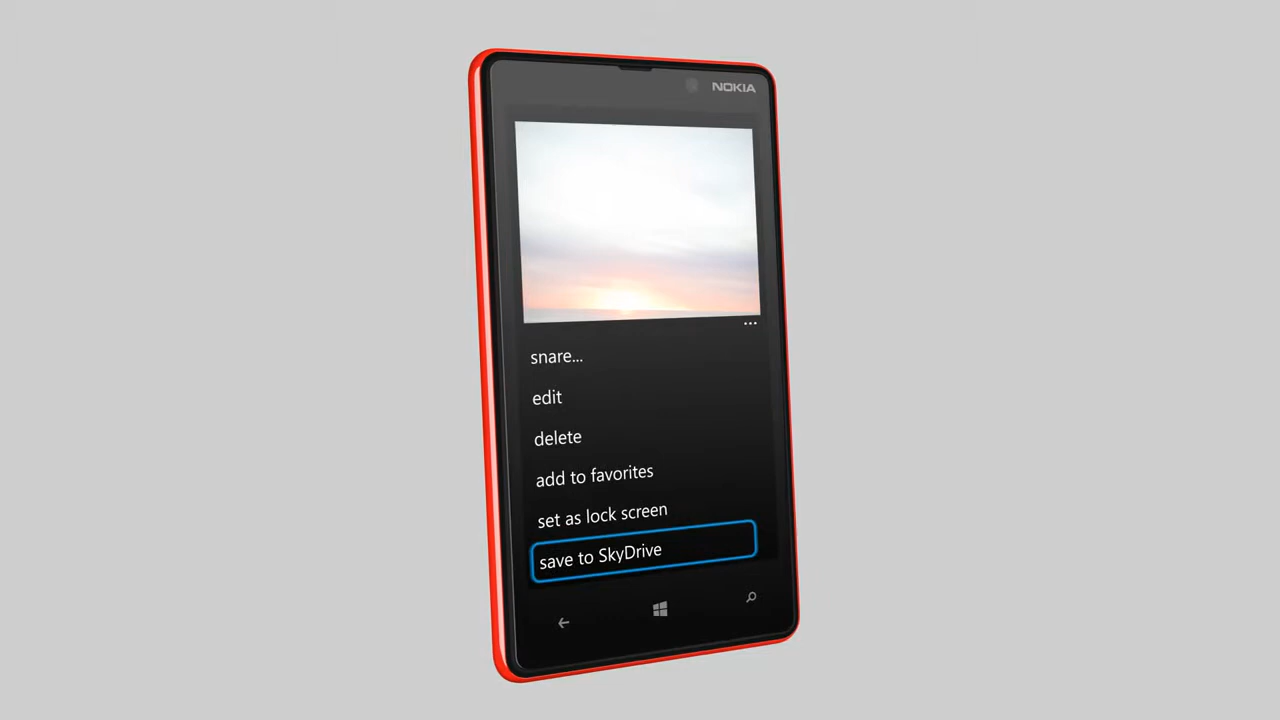 NOKIA
...
snare...
edit
delete
add to favorites
set as lock screen
save to SkyDrive